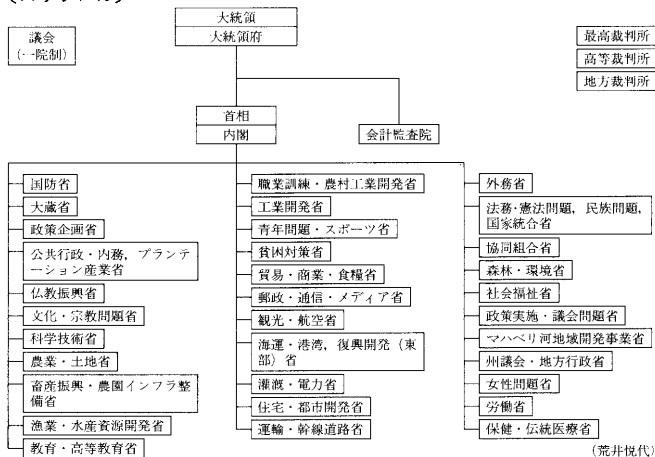 大統領
大統領府
議会
(一院制)
最高裁判所
高等裁判所
地方裁判所
首相
内閣
会計監査院
国防省
大蔵省
政策企画省
公共行政・内務，プランテ
ーション産業省
仏教振興省
文化・宗教問題省
科学技術省
農業・土地省
畜産振興・農園インフラ整
備省
漁業・水産資源開発省
教育・高等教育省
職業訓練・農村工業開発省
工業開発省
青年問題・スポーツ省
貧困対策省
貿易・商業・食糧省
郵政・通信・メディア省
観光・航空省
海運・港湾，復興開発（東
部）省
灌漑・電力省
住宅・都市開発省
運輸・幹線道路省
外務省
法務・憲法問題，民族問題，
国家統合省
協同組合省
森林・環境省
社会福祉省
政策実施・議会問題省
マハベリ河地域開発事業省
州議会・地方行政省
女性問題省
労働省
保健・伝統医療省
(荒井悦代)